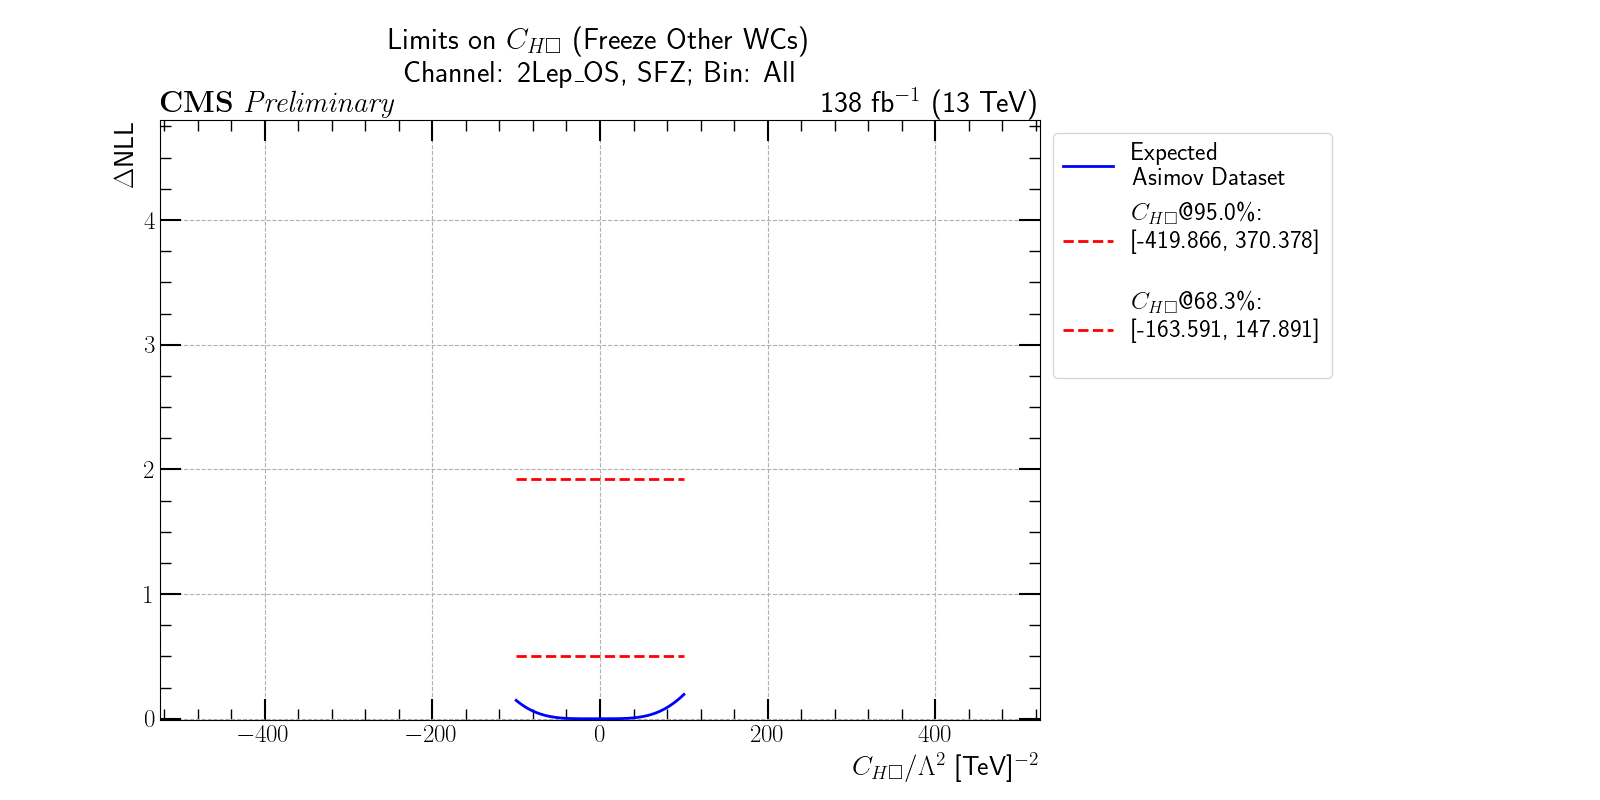 Limits on C_{H□} (Freeze Other WCs)
Channel: 2Lep_OS, SFZ; Bin: All
CMS Preliminary
138 fb⁻¹ (13 TeV)
ΔNLL
4
3
2
1
0
−400
−200
0
200
400
C_{H□}/Λ² [TeV]⁻²
Expected
Asimov Dataset
C_{H□}@95.0%:
[-419.866, 370.378]
C_{H□}@68.3%:
[-163.591, 147.891]